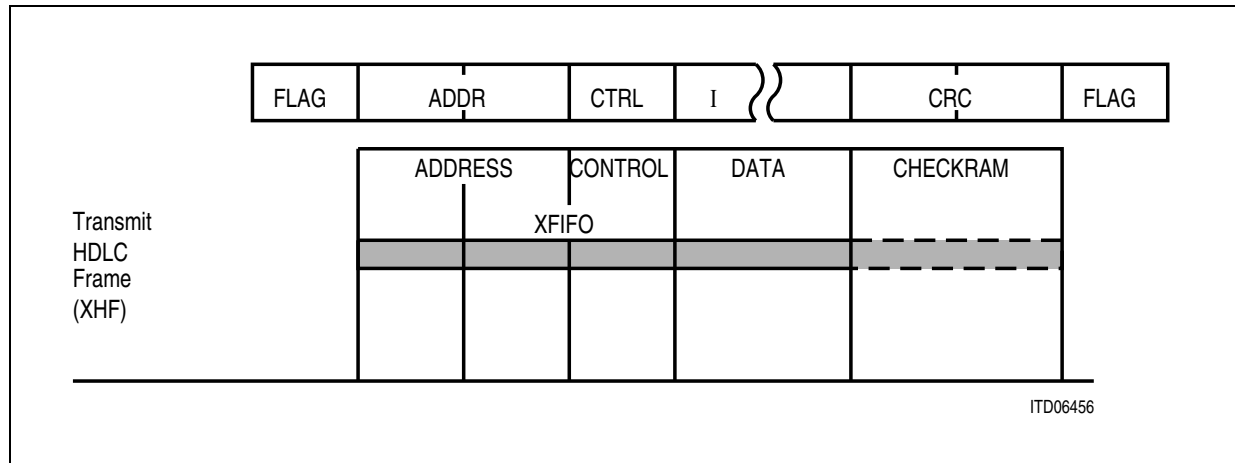 FLAG ADDR CTRL I CRC FLAG
ADDRESS CONTROL DATA CHECKRAM
XFIFO
Transmit
HDLC
Frame
(XHF)
ITD06456